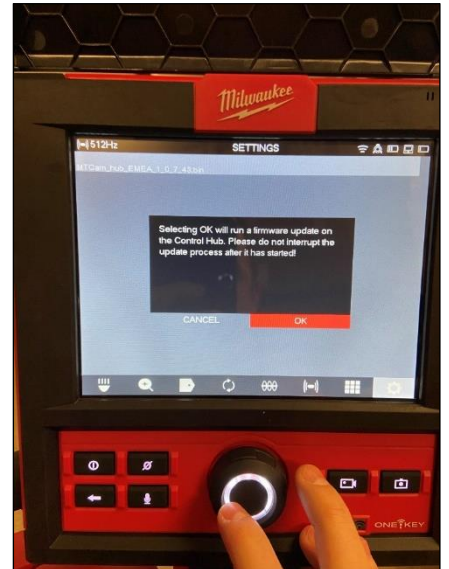 Milwaukee
512Hz SETTINGS
MTCam_hub_EMEA_1_0_7_43.bin
Selecting OK will run a firmware update on
the Control Hub. Please do not interrupt the
update process after it has started!
CANCEL OK
ONE KEY